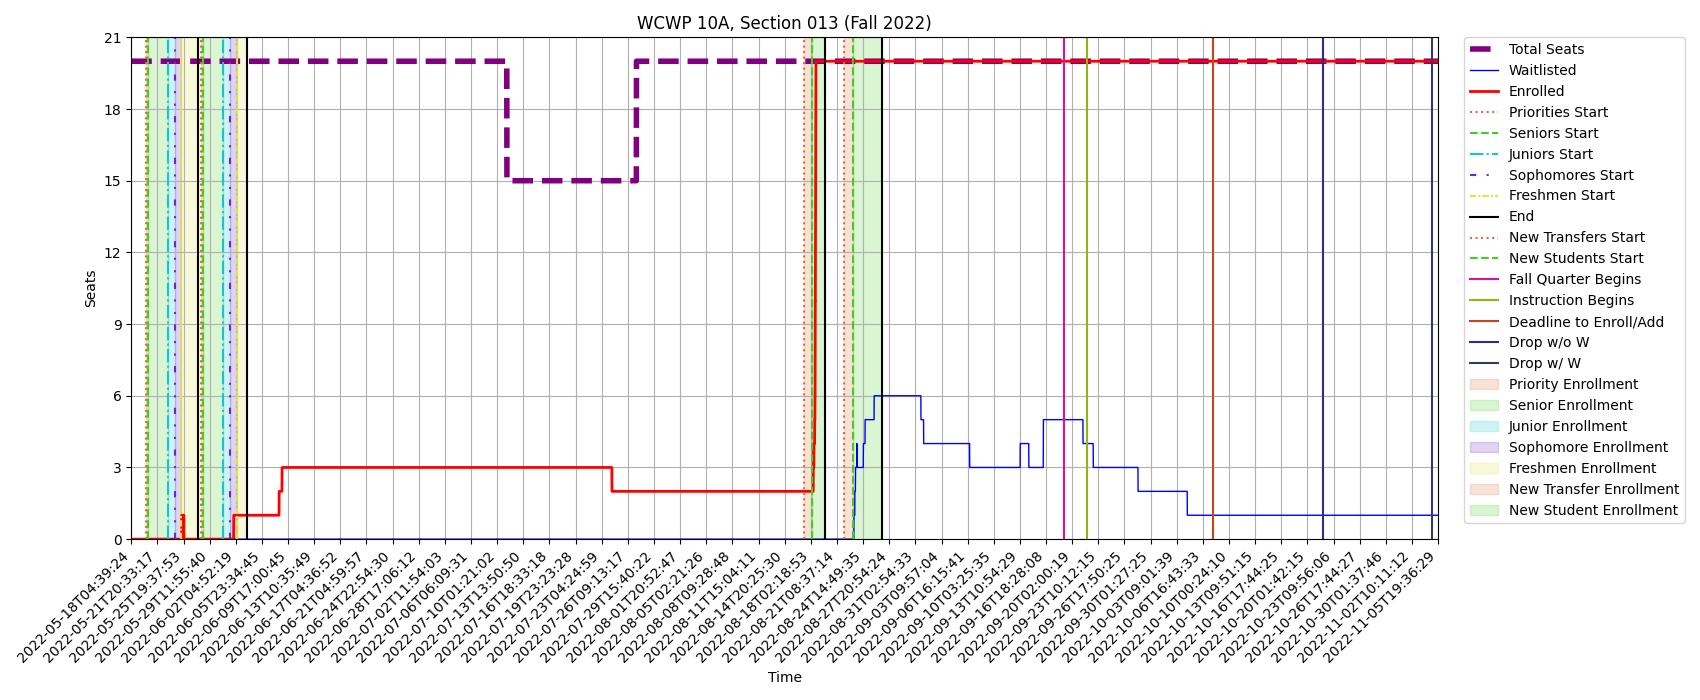 WCWP 10A, Section 013 (Fall 2022)
Seats
21
18
15
12
9
6
3
0
2022-05-18T04:39:24
2022-05-21T20:33:17
2022-05-25T19:37:53
2022-05-29T11:55:40
2022-06-02T04:52:19
2022-06-05T23:34:45
2022-06-09T17:00:45
2022-06-13T10:35:49
2022-06-17T04:36:52
2022-06-21T04:59:57
2022-06-24T22:54:30
2022-06-28T17:06:12
2022-07-02T11:54:03
2022-07-06T06:09:31
2022-07-10T01:21:02
2022-07-13T13:50:50
2022-07-16T18:33:18
2022-07-19T23:23:28
2022-07-23T04:24:59
2022-07-26T09:13:17
2022-07-29T15:40:22
2022-08-01T20:52:47
2022-08-05T02:21:26
2022-08-08T09:28:48
2022-08-11T15:04:11
2022-08-14T20:25:30
2022-08-18T02:18:53
2022-08-21T08:37:14
2022-08-24T14:49:35
2022-08-27T20:54:24
2022-08-31T02:54:33
2022-09-03T09:57:04
2022-09-06T16:15:41
2022-09-10T03:25:35
2022-09-13T10:54:29
2022-09-16T18:28:08
2022-09-20T02:00:19
2022-09-23T10:12:15
2022-09-26T17:50:25
2022-09-30T01:27:25
2022-10-03T09:01:39
2022-10-06T16:43:33
2022-10-10T00:24:10
2022-10-13T09:51:15
2022-10-16T17:44:25
2022-10-20T01:42:15
2022-10-23T09:56:06
2022-10-26T17:44:27
2022-10-30T01:37:46
2022-11-02T10:11:12
2022-11-05T19:36:29
Time
Total Seats
Waitlisted
Enrolled
Priorities Start
Seniors Start
Juniors Start
Sophomores Start
Freshmen Start
End
New Transfers Start
New Students Start
Fall Quarter Begins
Instruction Begins
Deadline to Enroll/Add
Drop w/o W
Drop w/ W
Priority Enrollment
Senior Enrollment
Junior Enrollment
Sophomore Enrollment
Freshmen Enrollment
New Transfer Enrollment
New Student Enrollment